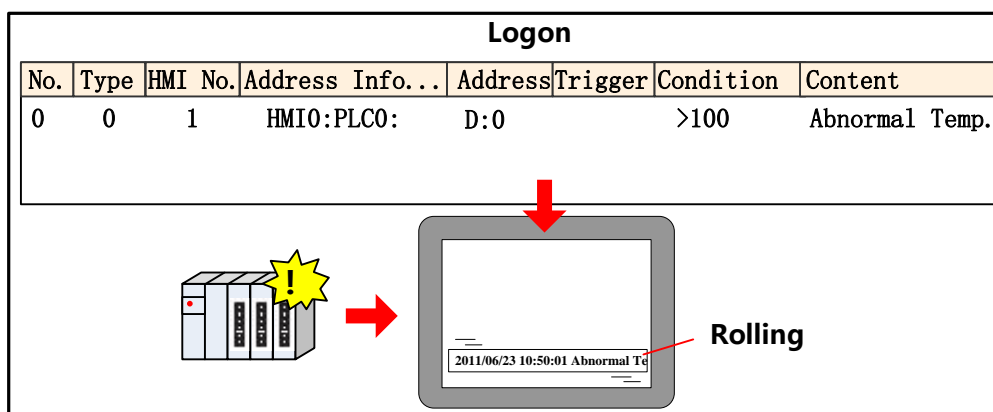 Logon
No. Type HMI No. Address Info... Address Trigger Condition Content
0 0 1 HMI0:PLC0: D:0 >100 Abnormal Temp.
!
Rolling
2011/06/23 10:50:01 Abnormal Te